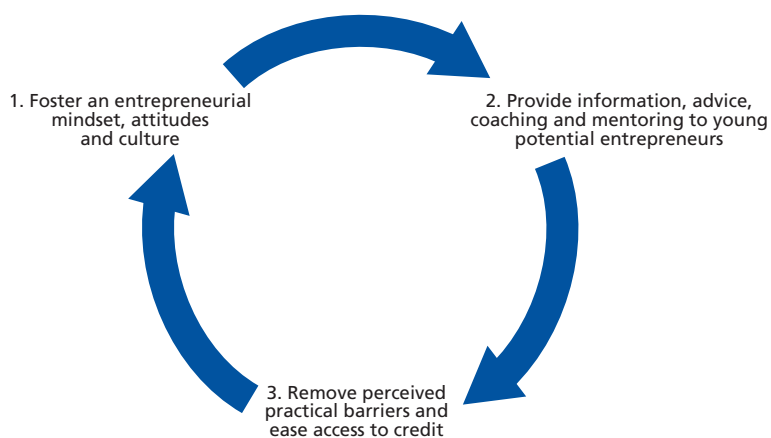 1. Foster an entrepreneurial
mindset, attitudes
and culture
2. Provide information, advice,
coaching and mentoring to young
potential entrepreneurs
3. Remove perceived
practical barriers and
ease access to credit